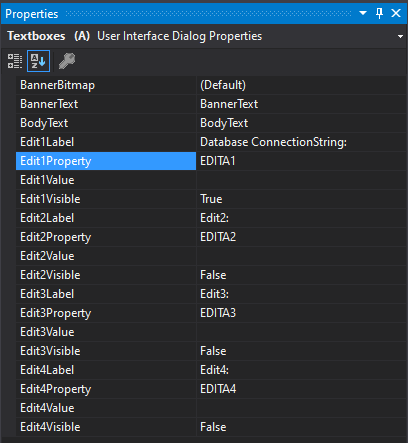 Properties
Textboxes (A) User Interface Dialog Properties
BannerBitmap (Default)
BannerText BannerText
BodyText BodyText
Edit1Label Database ConnectionString:
Edit1Property EDITA1
Edit1Value
Edit1Visible True
Edit2Label Edit2:
Edit2Property EDITA2
Edit2Value
Edit2Visible False
Edit3Label Edit3:
Edit3Property EDITA3
Edit3Value
Edit3Visible False
Edit4Label Edit4:
Edit4Property EDITA4
Edit4Value
Edit4Visible False